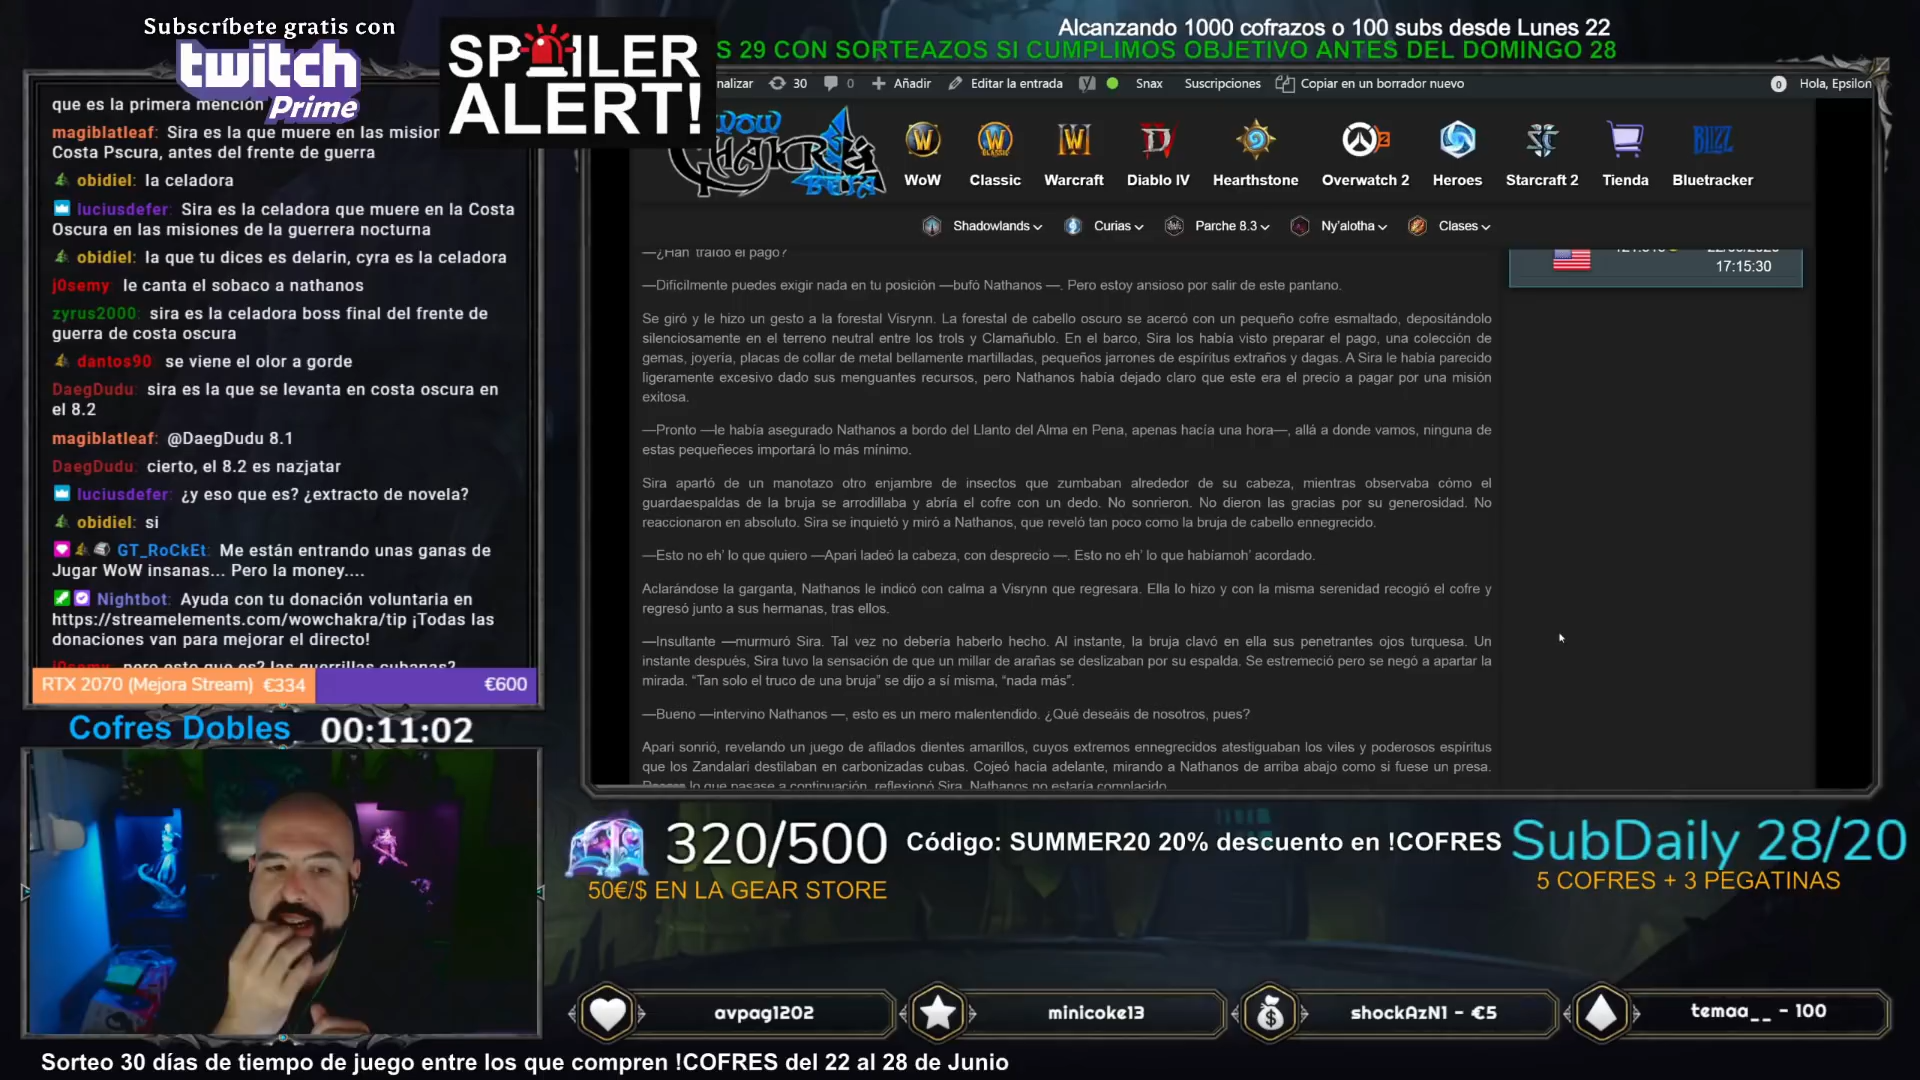 Subscríbete gratis con
twitch
Prime
SPOILER
ALERT!
Alcanzando 1000 cofrazos o 100 subs desde Lunes 22
S 29 CON SORTEAZOS SI CUMPLIMOS OBJETIVO ANTES DEL DOMINGO 28
nalizar 30 0 Añadir Editar la entrada Snax Suscripciones Copiar en un borrador nuevo 0 Hola, Epsilon
WOW
CHAKRA
BUFA
WoW Classic Warcraft Diablo IV Hearthstone Overwatch 2 Heroes Starcraft 2 Tienda Bluetracker
BLIZZ
Shadowlands Curias Parche 8.3 Ny'alotha Clases
que es la primera mención
magiblatleaf: Sira es la que muere en las mision
Costa Pscura, antes del frente de guerra
obidiel: la celadora
luciusdefer: Sira es la celadora que muere en la Costa
Oscura en las misiones de la guerrera nocturna
obidiel: la que tu dices es delarin, cyra es la celadora
j0semy: le canta el sobaco a nathanos
zyrus2000: sira es la celadora boss final del frente de
guerra de costa oscura
dantos90: se viene el olor a gorde
DaegDudu: sira es la que se levanta en costa oscura en
el 8.2
magiblatleaf: @DaegDudu 8.1
DaegDudu: cierto, el 8.2 es nazjatar
luciusdefer: ¿y eso que es? ¿extracto de novela?
obidiel: si
GT_RoCkEt: Me están entrando unas ganas de
Jugar WoW insanas... Pero la money....
Nightbot: Ayuda con tu donación voluntaria en
https://streamelements.com/wowchakra/tip ¡Todas las
donaciones van para mejorar el directo!
j0semy: pero esto que es? las guerrillas cubanas?
RTX 2070 (Mejora Stream) €334 €600
Cofres Dobles 00:11:02
17:15:30
—¿Han traído el pago?
—Difícilmente puedes exigir nada en tu posición —bufó Nathanos —. Pero estoy ansioso por salir de este pantano.
Se giró y le hizo un gesto a la forestal Visrynn. La forestal de cabello oscuro se acercó con un pequeño cofre esmaltado, depositándolo
silenciosamente en el terreno neutral entre los trols y Clamañublo. En el barco, Sira los había visto preparar el pago, una colección de
gemas, joyería, placas de collar de metal bellamente martilladas, pequeños jarrones de espíritus extraños y dagas. A Sira le había parecido
ligeramente excesivo dado sus menguantes recursos, pero Nathanos había dejado claro que este era el precio a pagar por una misión
exitosa.
—Pronto —le había asegurado Nathanos a bordo del Llanto del Alma en Pena, apenas hacía una hora—, allá a donde vamos, ninguna de
estas pequeñeces importará lo más mínimo.
Sira apartó de un manotazo otro enjambre de insectos que zumbaban alrededor de su cabeza, mientras observaba cómo el
guardaespaldas de la bruja se arrodillaba y abría el cofre con un dedo. No sonrieron. No dieron las gracias por su generosidad. No
reaccionaron en absoluto. Sira se inquietó y miró a Nathanos, que reveló tan poco como la bruja de cabello ennegrecido.
—Esto no eh' lo que quiero —Apari ladeó la cabeza, con desprecio —. Esto no eh' lo que habíamoh' acordado.
Aclarándose la garganta, Nathanos le indicó con calma a Visrynn que regresara. Ella lo hizo y con la misma serenidad recogió el cofre y
regresó junto a sus hermanas, tras ellos.
—Insultante —murmuró Sira. Tal vez no debería haberlo hecho. Al instante, la bruja clavó en ella sus penetrantes ojos turquesa. Un
instante después, Sira tuvo la sensación de que un millar de arañas se deslizaban por su espalda. Se estremeció pero se negó a apartar la
mirada. “Tan solo el truco de una bruja” se dijo a sí misma, “nada más”.
—Bueno —intervino Nathanos —, esto es un mero malentendido. ¿Qué deseáis de nosotros, pues?
Apari sonrió, revelando un juego de afilados dientes amarillos, cuyos extremos ennegrecidos atestiguaban los viles y poderosos espíritus
que los Zandalari destilaban en carbonizadas cubas. Cojeó hacia adelante, mirando a Nathanos de arriba abajo como si fuese un presa.
lo que pasase a continuación, reflexionó Sira, Nathanos no estaría complacido.
320/500
50€/$ EN LA GEAR STORE
Código: SUMMER20 20% descuento en !COFRES
SubDaily 28/20
5 COFRES + 3 PEGATINAS
avpag1202 minicoke13 shockAzN1 - €5 temaa__ - 100
Sorteo 30 días de tiempo de juego entre los que compren !COFRES del 22 al 28 de Junio